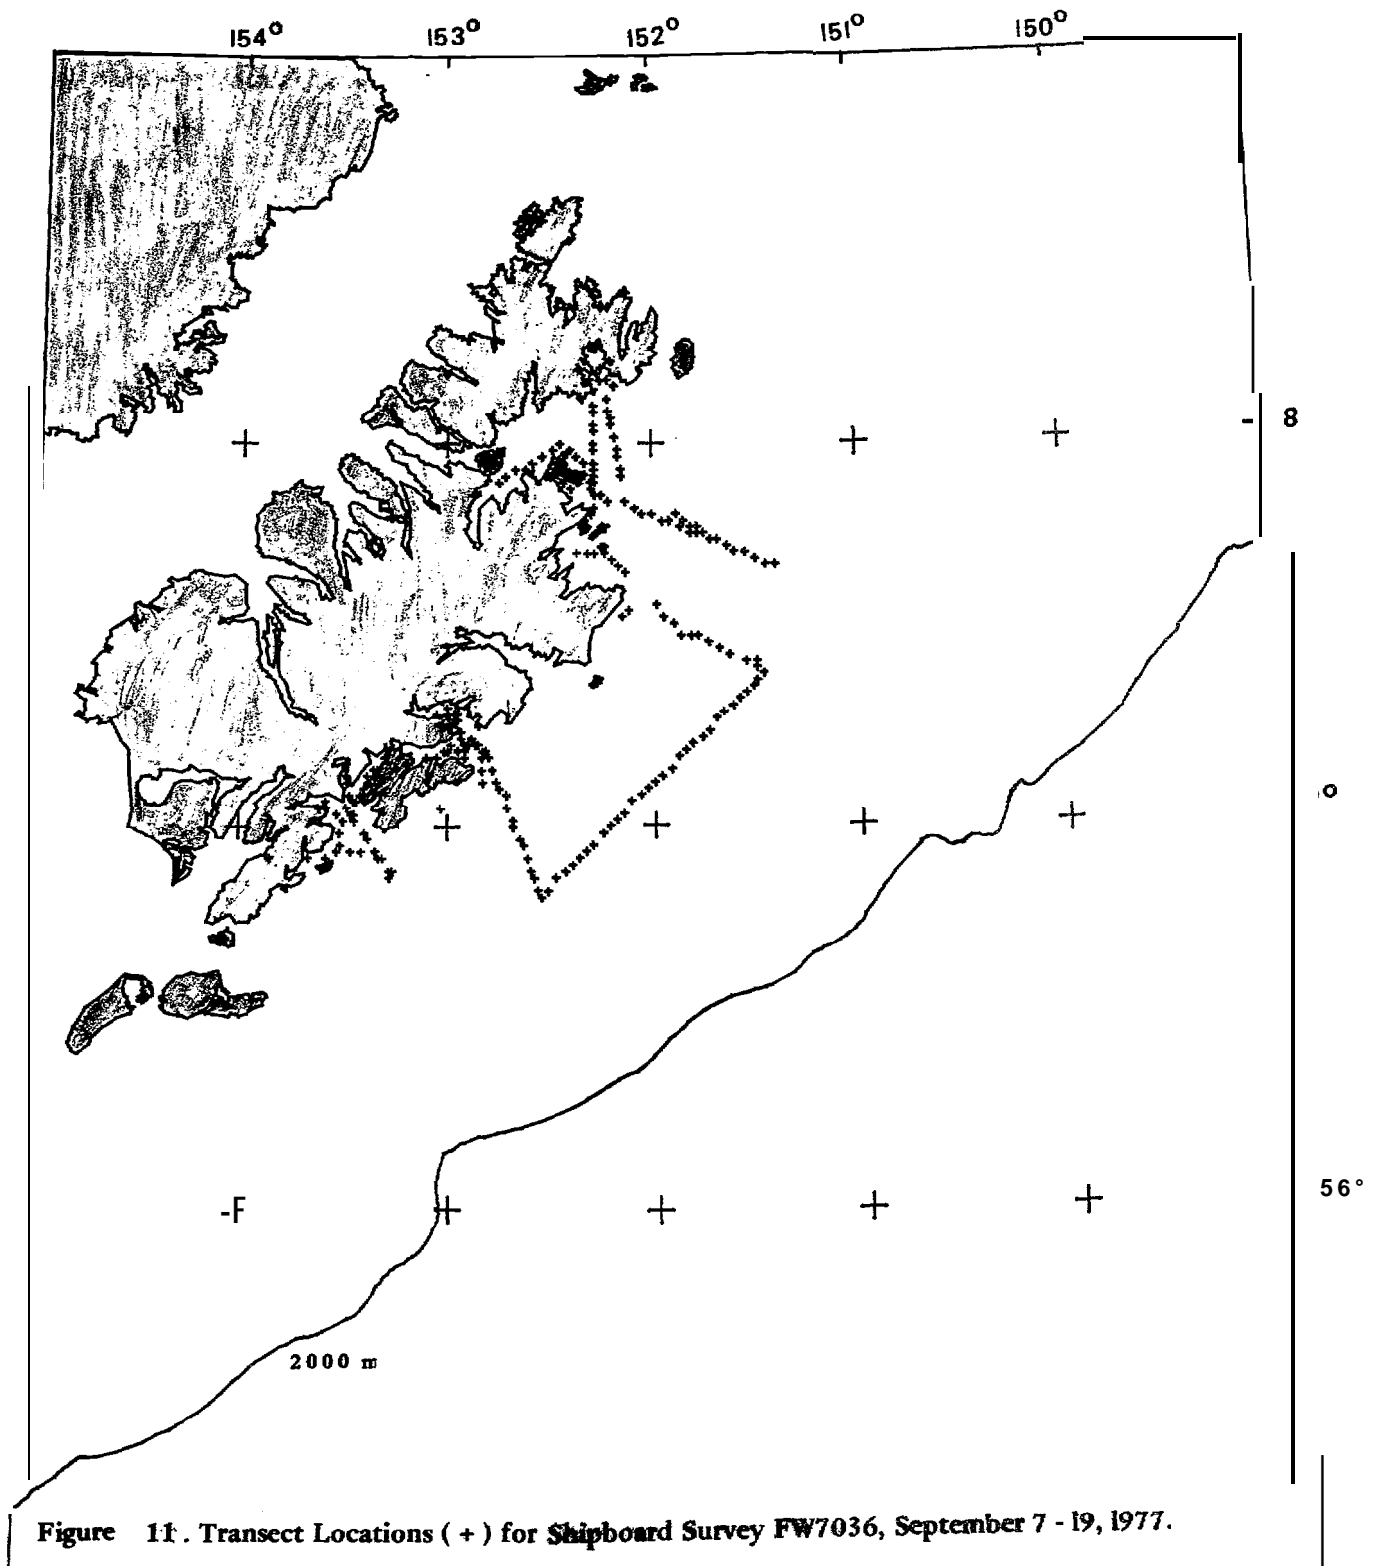 154° 153° 152° 151° 150°
8
o
56°
-F
2000 m
Figure 11. Transect Locations ( + ) for Shipboard Survey FW7036, September 7 - 19, 1977.